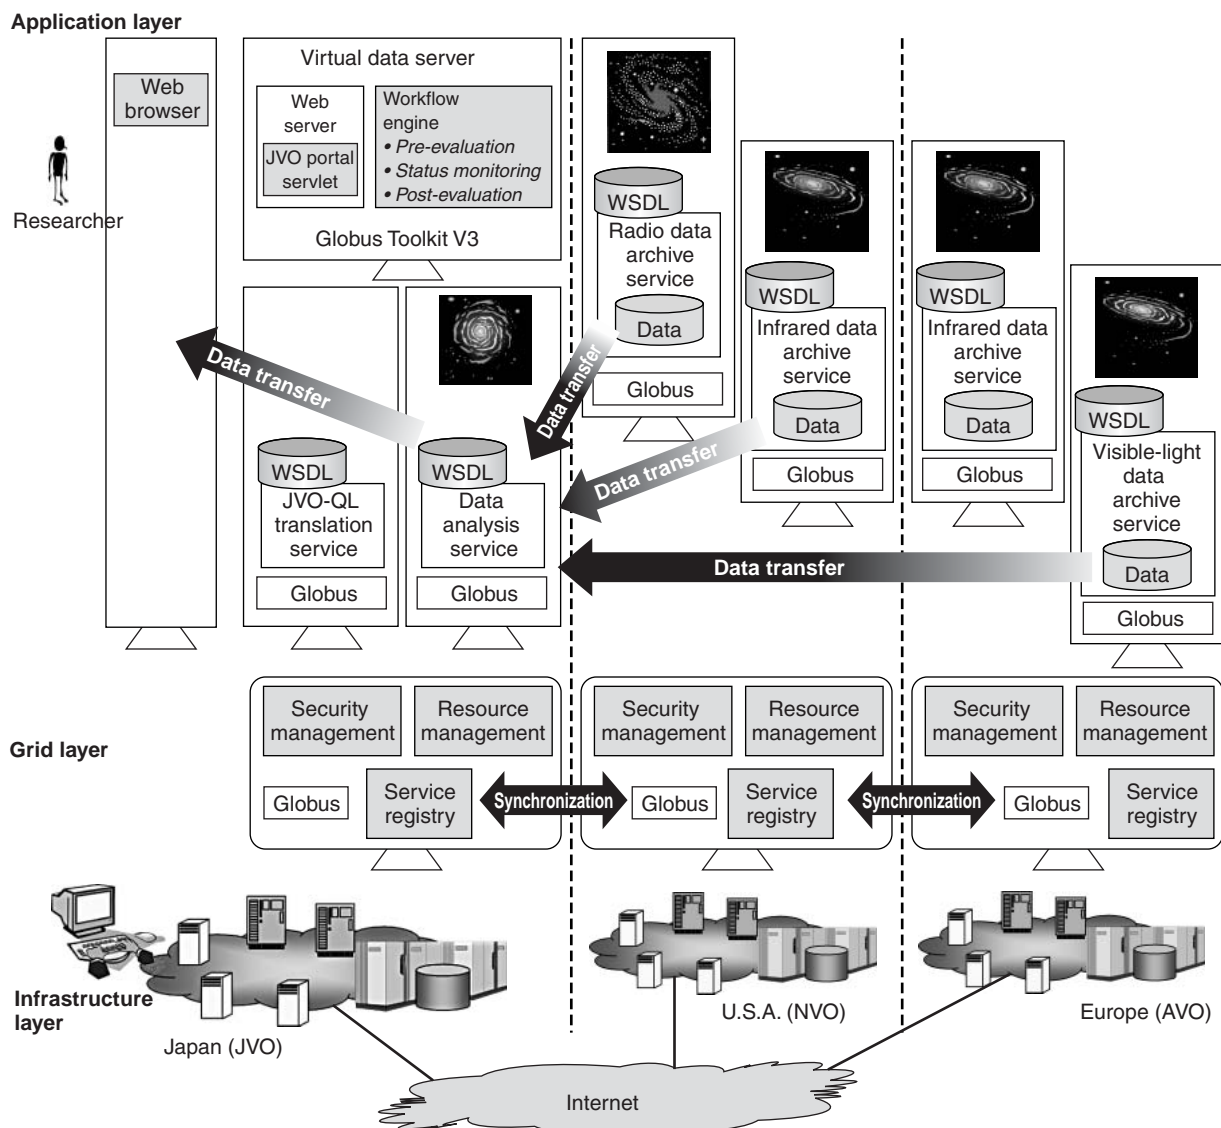 Application layer
Web
browser
Researcher
Virtual data server
Web
server
JVO portal
servlet
Workflow
engine
• Pre-evaluation
• Status monitoring
• Post-evaluation
Globus Toolkit V3
WSDL
JVO-QL
translation
service
Globus
WSDL
Data
analysis
service
Globus
Data transfer
WSDL
Radio data
archive
service
Data
Globus
Data transfer
WSDL
Infrared data
archive
service
Data
Globus
Data transfer
WSDL
Infrared data
archive
service
Data
Globus
WSDL
Visible-light
data
archive
service
Data
Globus
Data transfer
Grid layer
Security
management
Resource
management
Globus
Service
registry
Synchronization
Security
management
Resource
management
Globus
Service
registry
Synchronization
Security
management
Resource
management
Globus
Service
registry
Infrastructure
layer
Japan (JVO)
U.S.A. (NVO)
Europe (AVO)
Internet